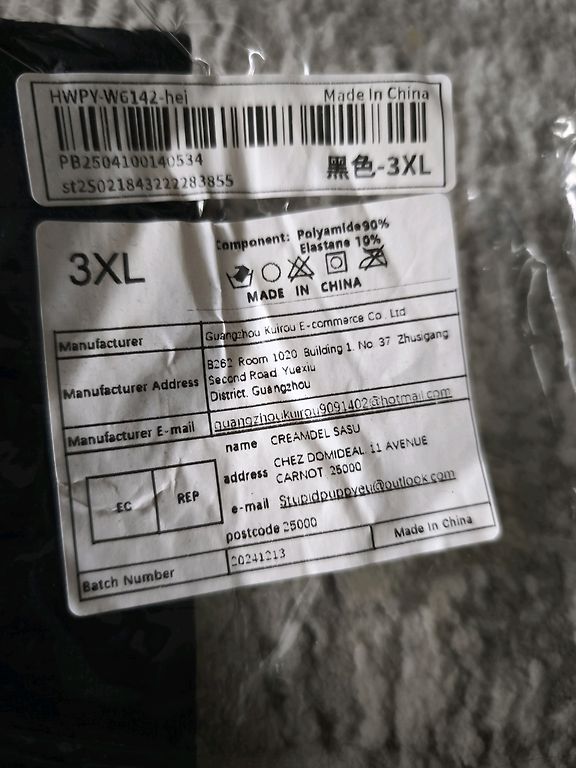 HWPY-W6142-hei Made In China
PB2504100140534
黑色-3XL
st25021843222283855
3XL
Component: Polyamide90%
Elastane 10%
MADE IN CHINA
Manufacturer Guangzhou Kuirou E-commerce Co., Ltd
Manufacturer Address B262 Room 1020 Building 1, No. 37 Zhusigang
Second Road Yuexiu
District, Guangzhou
Manufacturer E-mail guangzhoukuirou9091402@hotmail.com
EC REP
name CREAMDEL SASU
address CHEZ DOMIDEAL 11 AVENUE
CARNOT 25000
e-mail Stupidpuppyeu@outlook.com
postcode 25000
Batch Number 20241213 Made in China